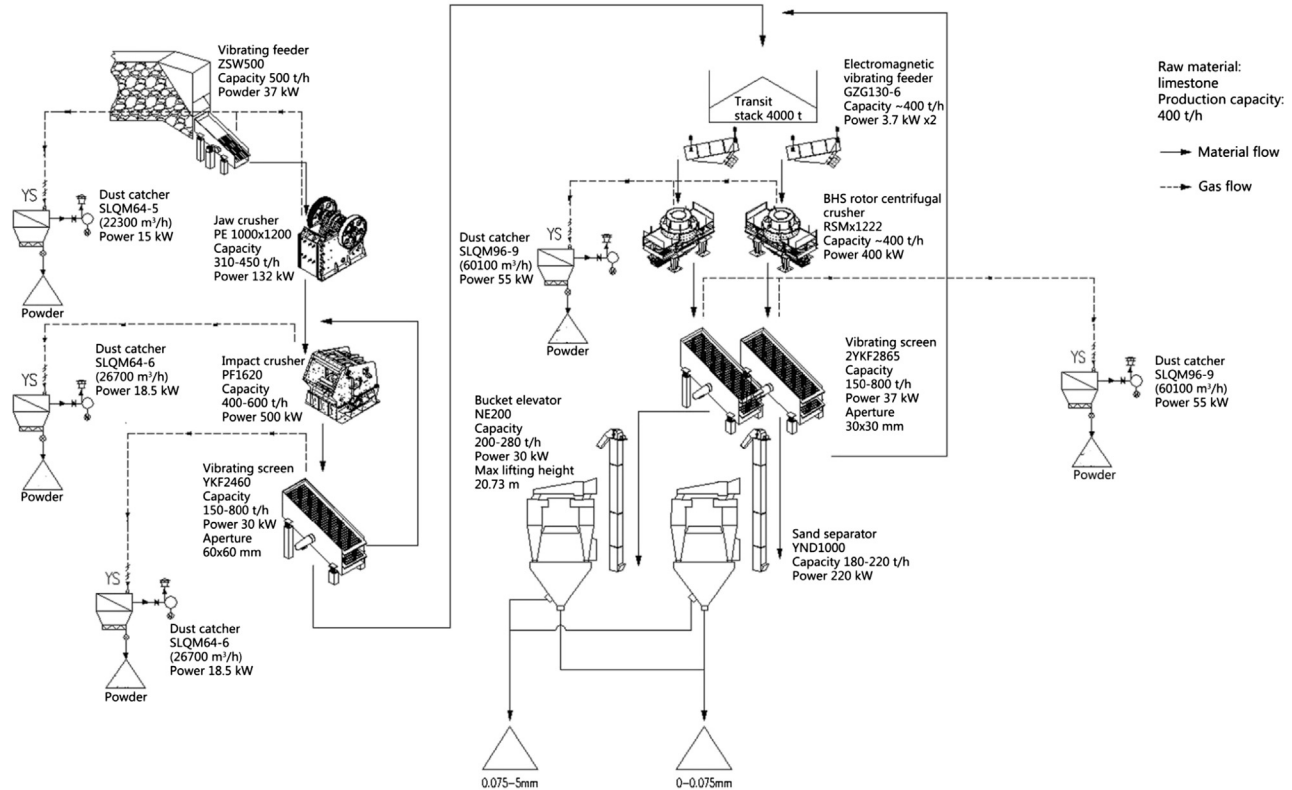 Vibrating feeder
ZSW500
Capacity 500 t/h
Powder 37 kW
YS
Dust catcher
SLQM64-5
(22300 m³/h)
Power 15 kW
Powder
Jaw crusher
PE 1000x1200
Capacity
310-450 t/h
Power 132 kW
YS
Dust catcher
SLQM64-6
(26700 m³/h)
Power 18.5 kW
Powder
Impact crusher
PF1620
Capacity
400-600 t/h
Power 500 kW
Vibrating screen
YKF2460
Capacity
150-800 t/h
Power 30 kW
Aperture
60x60 mm
YS
Dust catcher
SLQM64-6
(26700 m³/h)
Power 18.5 kW
Powder
Transit
stack 4000 t
Electromagnetic
vibrating feeder
GZG130-6
Capacity ~400 t/h
Power 3.7 kW x2
YS
Dust catcher
SLQM96-9
(60100 m³/h)
Power 55 kW
Powder
BHS rotor centrifugal
crusher
RSMx1222
Capacity ~400 t/h
Power 400 kW
Vibrating screen
2YKF2865
Capacity
150-800 t/h
Power 37 kW
Aperture
30x30 mm
Bucket elevator
NE200
Capacity
200-280 t/h
Power 30 kW
Max lifting height
20.73 m
Sand separator
YND1000
Capacity 180-220 t/h
Power 220 kW
0.075-5mm
0-0.075mm
YS
Dust catcher
SLQM96-9
(60100 m³/h)
Power 55 kW
Powder
Raw material:
limestone
Production capacity:
400 t/h
Material flow
Gas flow